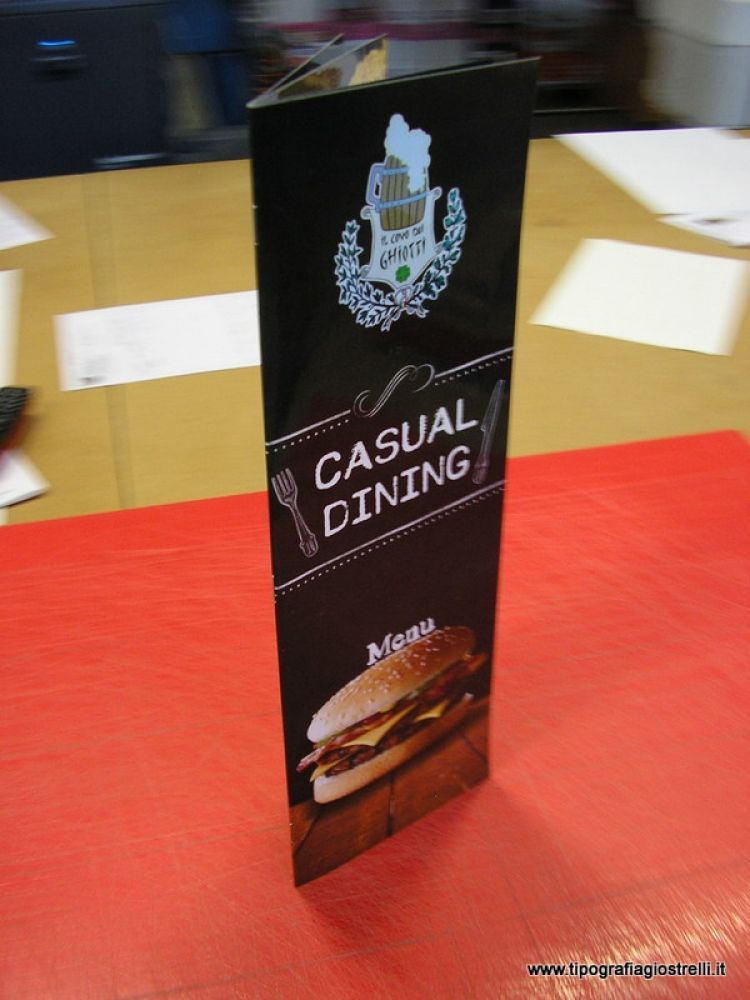 IL COVO DEI
GHIOTTI
CASUAL
DINING
Menu
www.tipografiagiostrelli.it